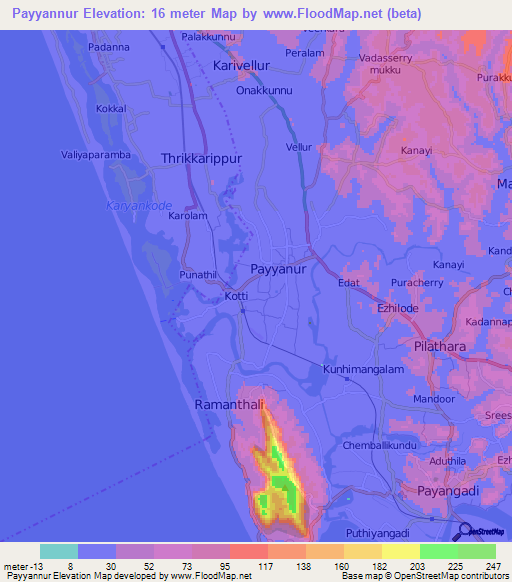 Payyannur Elevation: 16 meter Map by www.FloodMap.net (beta)
Palakkunnu
Padanna
Peralam
Karivellur
Vadasserry
mukku
Onakkunnu
Kokkal
Vellur
Kanayi
Valiyaparamba
Thrikkarippur
Ma
Kavvankode
Karolam
Andhi
Kanayi
Payyanur
Punathil
Edat
Puracherry
Kotti
Ezhilode
Kadannap
Pilathara
Kunhimangalam
Mandoor
Ramanthali
Srees
Chemballikundu
Aduthila
Ezh
Payangadi
Puthiyangadi
OpenStreetMap
meter -13 8 30 52 73 95 117 138 160 182 203 225 247
Payyannur Elevation Map developed by www.FloodMap.net
Base map © OpenStreetMap contributors